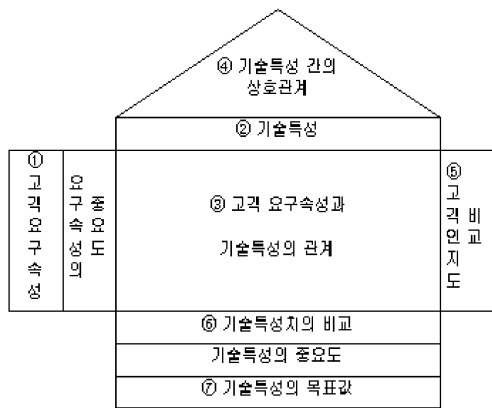 ④ 기술특성 간의
상호관계
② 기술특성
① 고객요구속성
요구속성의
중요도
③ 고객 요구속성과
기술특성의 관계
⑤ 고객인지도
비교
⑥ 기술특성치의 비교
기술특성의 중요도
⑦ 기술특성의 목표값